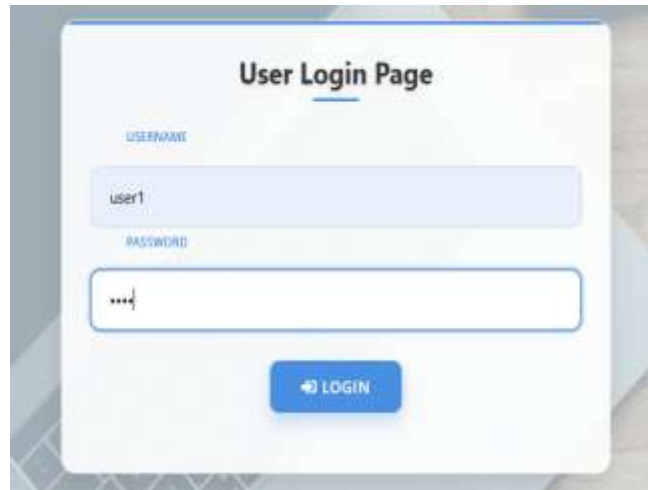 User Login Page
USERNAME
user1
PASSWORD
••••
LOGIN